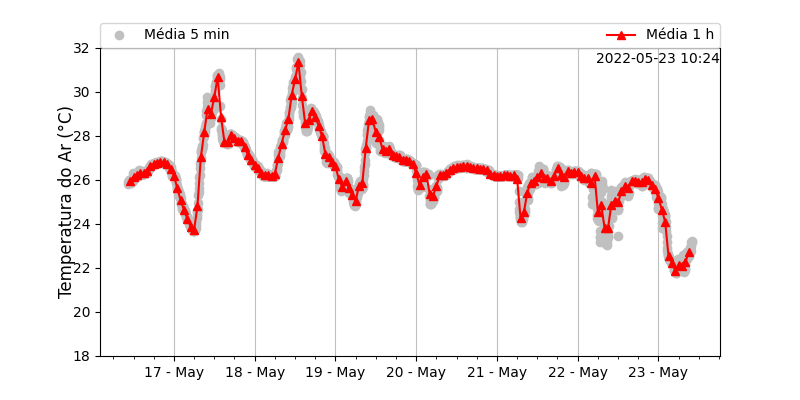 Média 5 min
Média 1 h
2022-05-23 10:24
Temperatura do Ar (°C)
32
30
28
26
24
22
20
18
17 - May
18 - May
19 - May
20 - May
21 - May
22 - May
23 - May